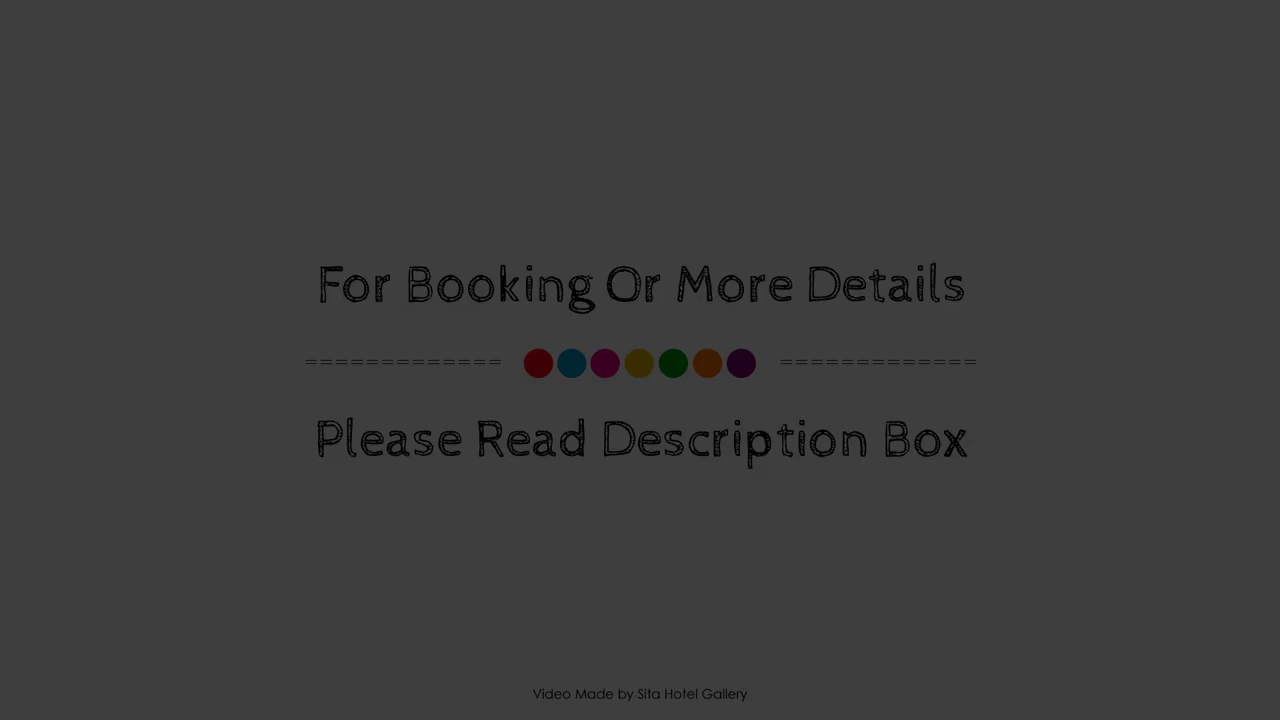 For Booking Or More Details
============= =============
Please Read Description Box
Video Made by Sita Hotel Gallery